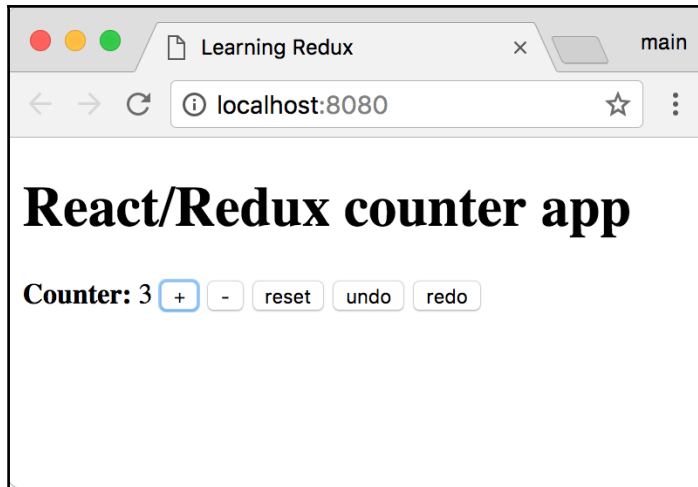 Learning Redux × main
localhost:8080
React/Redux counter app
Counter: 3 + - reset undo redo